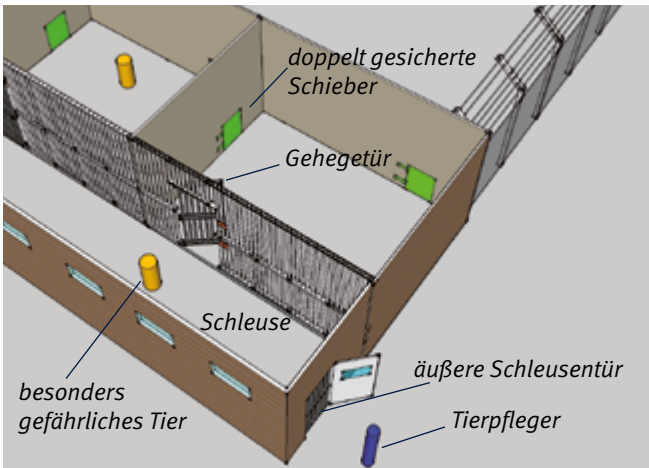 doppelt gesicherte
Schieber
Gehegetür
Schleuse
besonders
gefährliches Tier
äußere Schleusentür
Tierpfleger